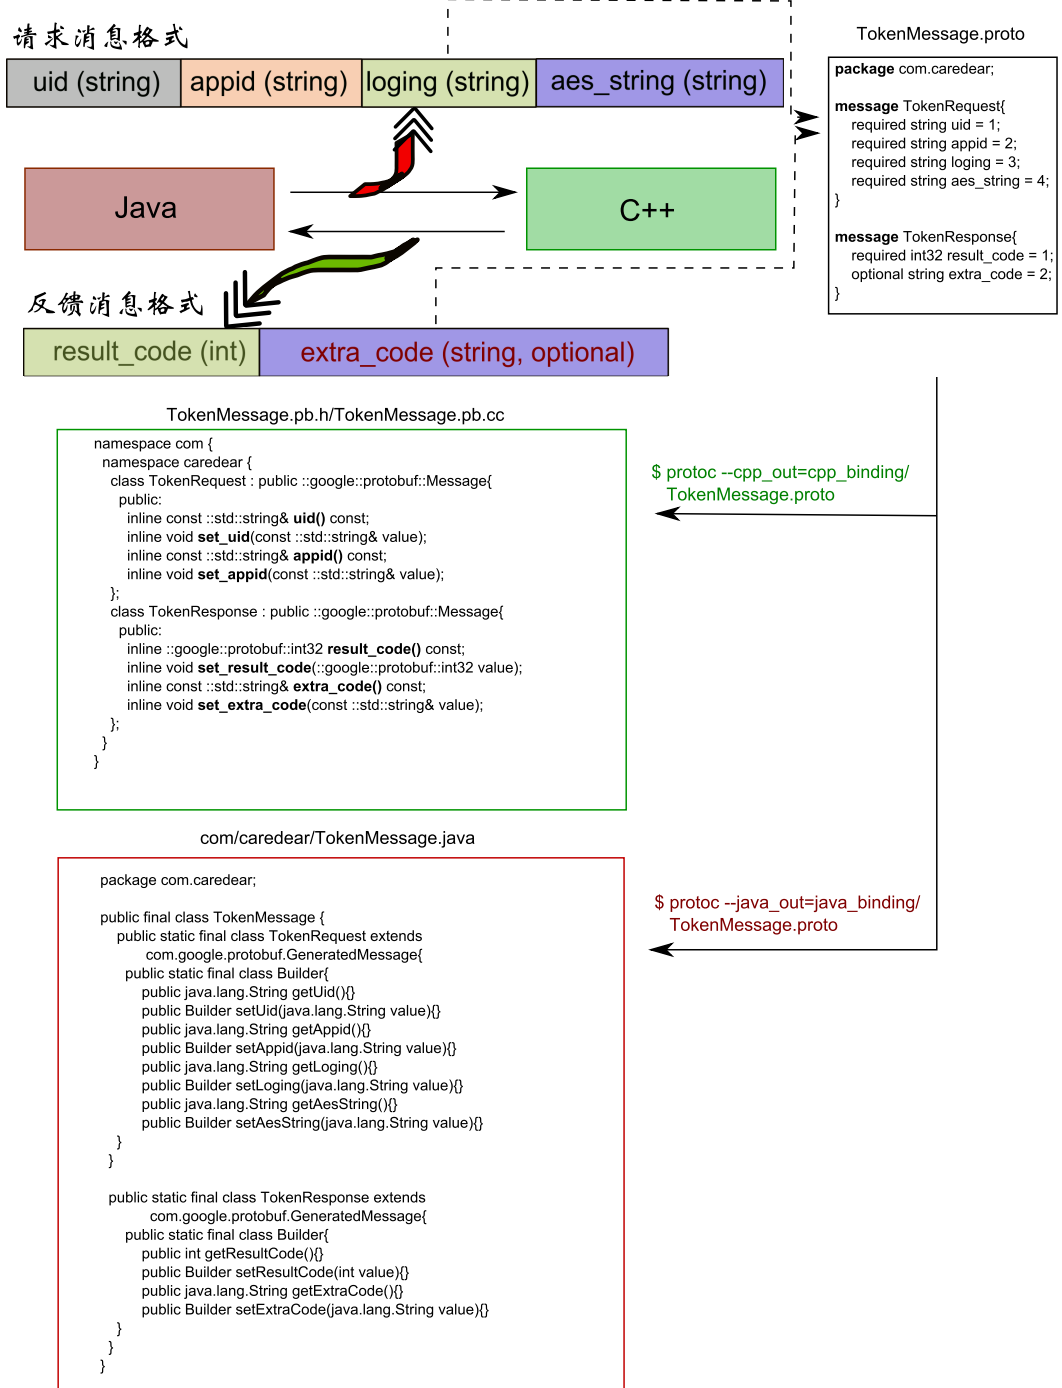 请求消息格式
uid (string) appid (string) loging (string) aes_string (string)
Java
C++
反馈消息格式
result_code (int) extra_code (string, optional)
TokenMessage.proto
package com.caredear;
message TokenRequest{
required string uid = 1;
required string appid = 2;
required string loging = 3;
required string aes_string = 4;
}
message TokenResponse{
required int32 result_code = 1;
optional string extra_code = 2;
}
TokenMessage.pb.h/TokenMessage.pb.cc
namespace com {
namespace caredear {
class TokenRequest : public ::google::protobuf::Message{
public:
inline const ::std::string& uid() const;
inline void set_uid(const ::std::string& value);
inline const ::std::string& appid() const;
inline void set_appid(const ::std::string& value);
};
class TokenResponse : public ::google::protobuf::Message{
public:
inline ::google::protobuf::int32 result_code() const;
inline void set_result_code(::google::protobuf::int32 value);
inline const ::std::string& extra_code() const;
inline void set_extra_code(const ::std::string& value);
};
}
}
$ protoc --cpp_out=cpp_binding/
TokenMessage.proto
com/caredear/TokenMessage.java
package com.caredear;
public final class TokenMessage {
public static final class TokenRequest extends
com.google.protobuf.GeneratedMessage{
public static final class Builder{
public java.lang.String getUid(){}
public Builder setUid(java.lang.String value){}
public java.lang.String getAppid(){}
public Builder setAppid(java.lang.String value){}
public java.lang.String getLoging(){}
public Builder setLoging(java.lang.String value){}
public java.lang.String getAesString(){}
public Builder setAesString(java.lang.String value){}
}
}
public static final class TokenResponse extends
com.google.protobuf.GeneratedMessage{
public static final class Builder{
public int getResultCode(){}
public Builder setResultCode(int value){}
public java.lang.String getExtraCode(){}
public Builder setExtraCode(java.lang.String value){}
}
}
}
$ protoc --java_out=java_binding/
TokenMessage.proto